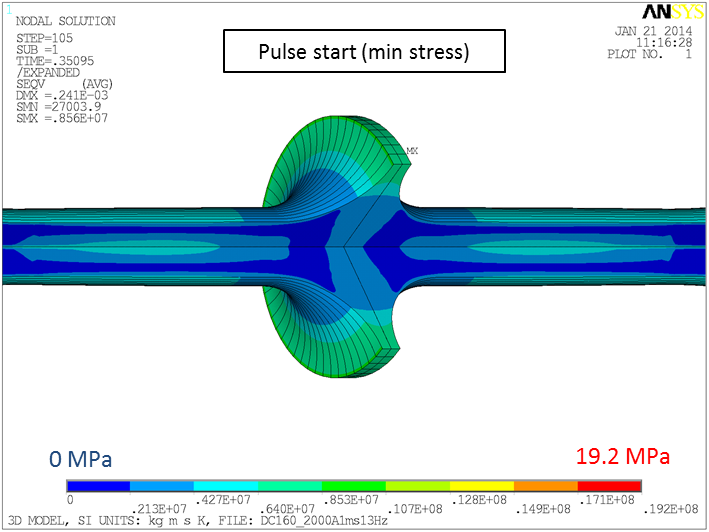 1
NODAL SOLUTION
STEP=105
SUB =1
TIME=.35095
/EXPANDED
SEQV (AVG)
DMX =.241E-03
SMN =27003.9
SMX =.856E+07
Pulse start (min stress)
ANSYS
JAN 21 2014
11:16:28
PLOT NO. 1
MX
0 MPa
19.2 MPa
0 .427E+07 .853E+07 .128E+08 .171E+08
.213E+07 .640E+07 .107E+08 .149E+08 .192E+08
3D MODEL, SI UNITS: kg m s K, FILE: DC160_2000A1ms13Hz